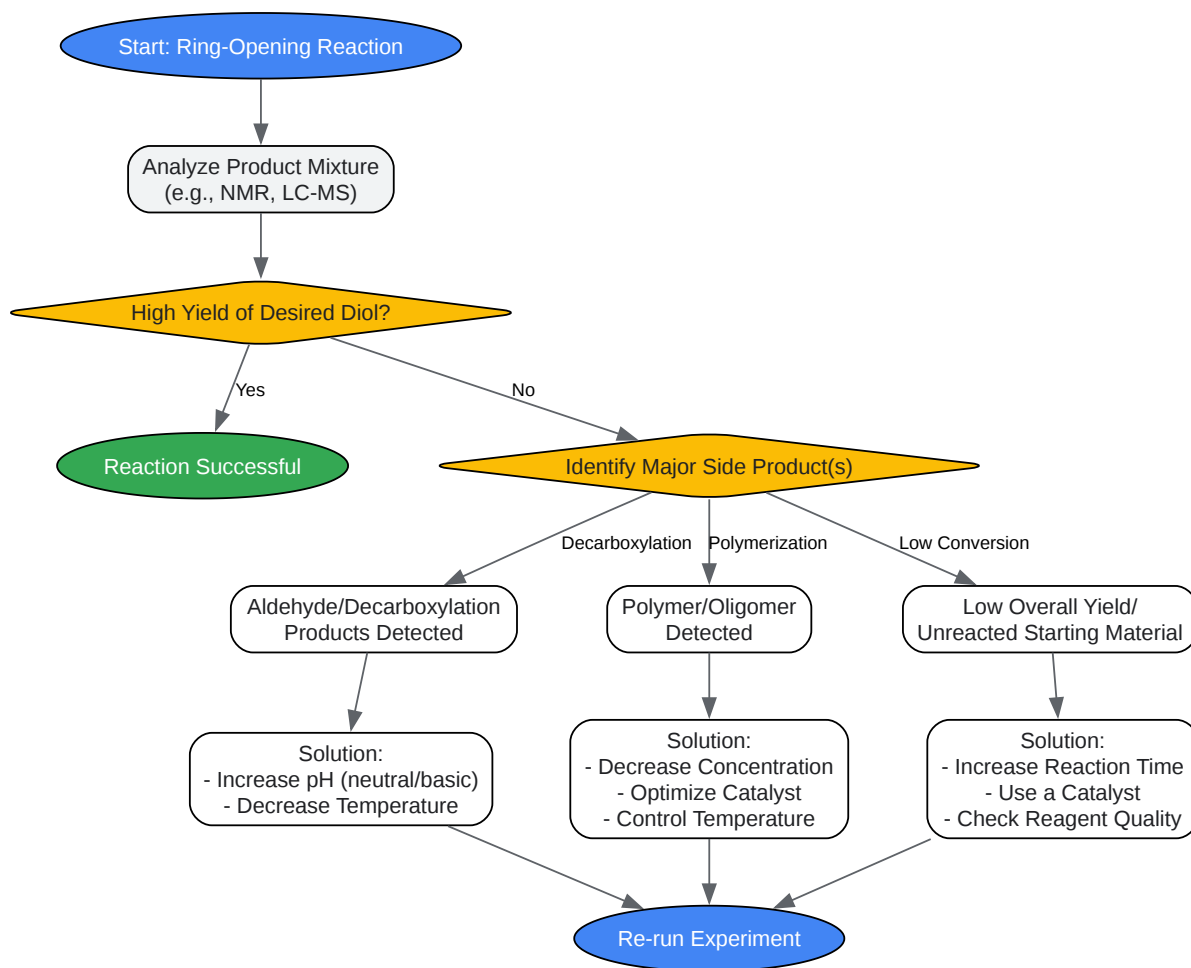 Start: Ring-Opening Reaction
Analyze Product Mixture
(e.g., NMR, LC-MS)
High Yield of Desired Diol?
Yes
No
Reaction Successful
Identify Major Side Product(s)
Decarboxylation
Polymerization
Low Conversion
Aldehyde/Decarboxylation
Products Detected
Polymer/Oligomer
Detected
Low Overall Yield/
Unreacted Starting Material
Solution:
- Increase pH (neutral/basic)
- Decrease Temperature
Solution:
- Decrease Concentration
- Optimize Catalyst
- Control Temperature
Solution:
- Increase Reaction Time
- Use a Catalyst
- Check Reagent Quality
Re-run Experiment